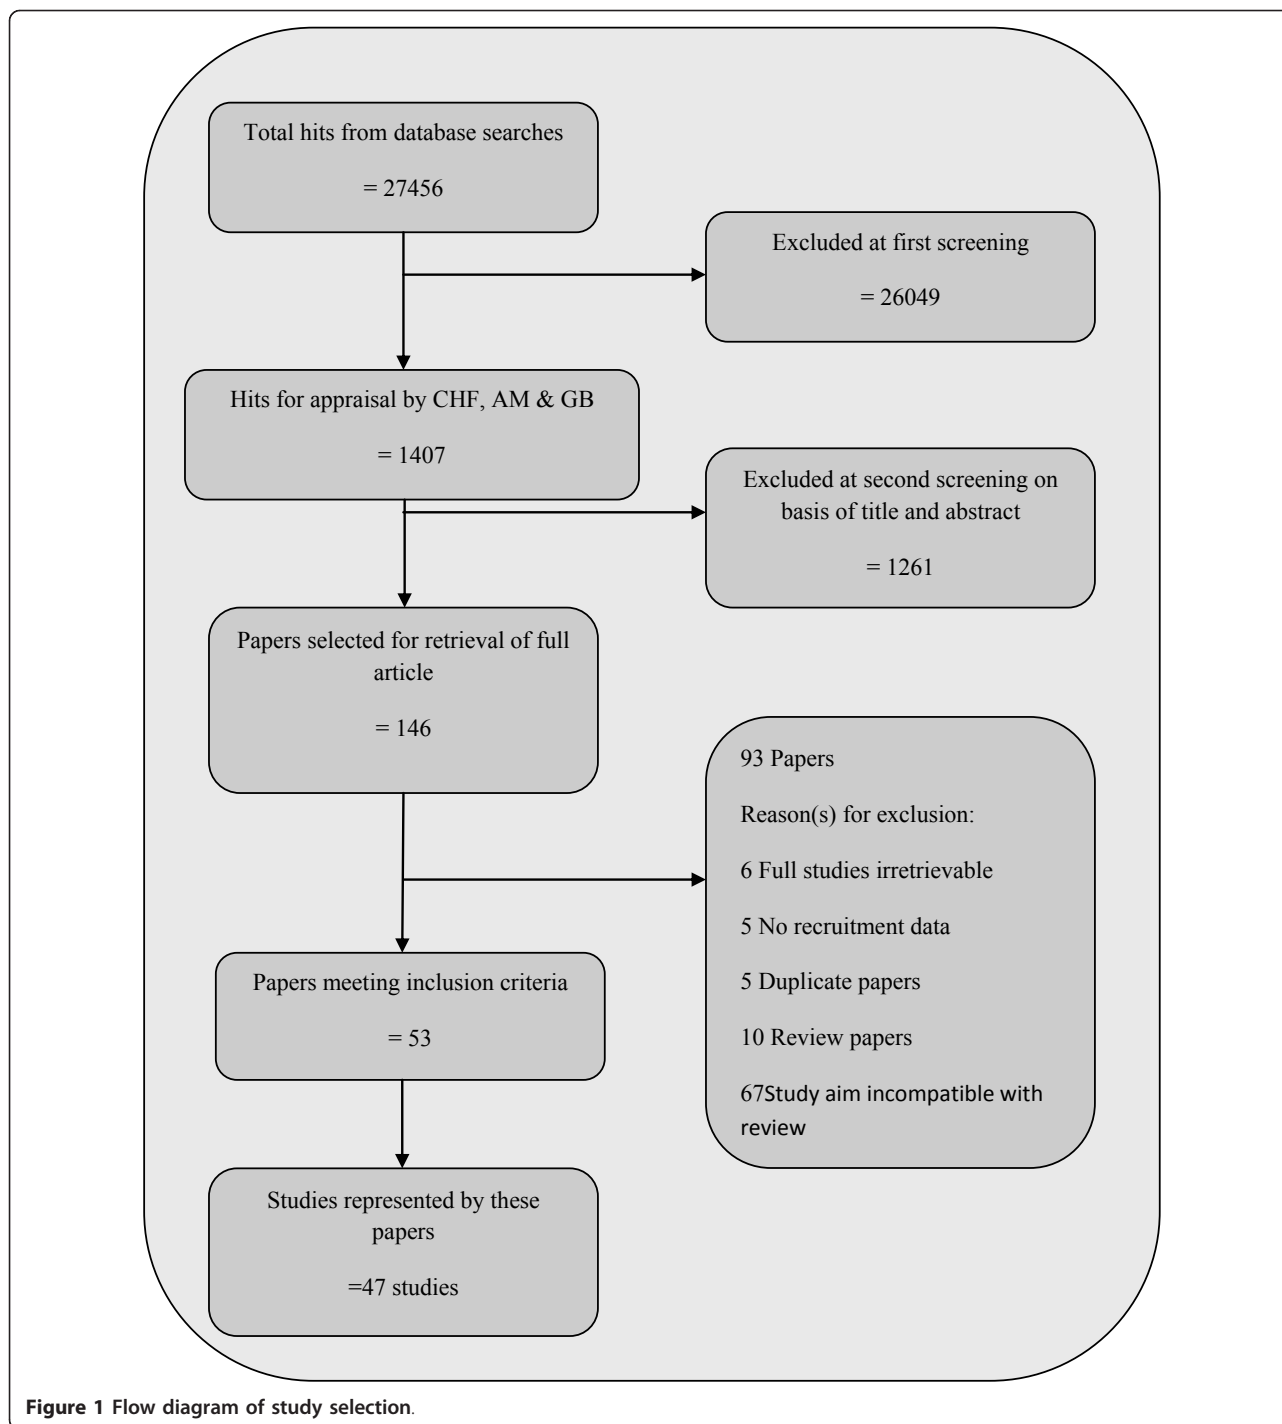 Total hits from database searches
= 27456
Excluded at first screening
= 26049
Hits for appraisal by CHF, AM & GB
= 1407
Excluded at second screening on
basis of title and abstract
= 1261
Papers selected for retrieval of full
article
= 146
93 Papers
Reason(s) for exclusion:
6 Full studies irretrievable
5 No recruitment data
5 Duplicate papers
10 Review papers
67Study aim incompatible with
review
Papers meeting inclusion criteria
= 53
Studies represented by these
papers
=47 studies
Figure 1 Flow diagram of study selection.